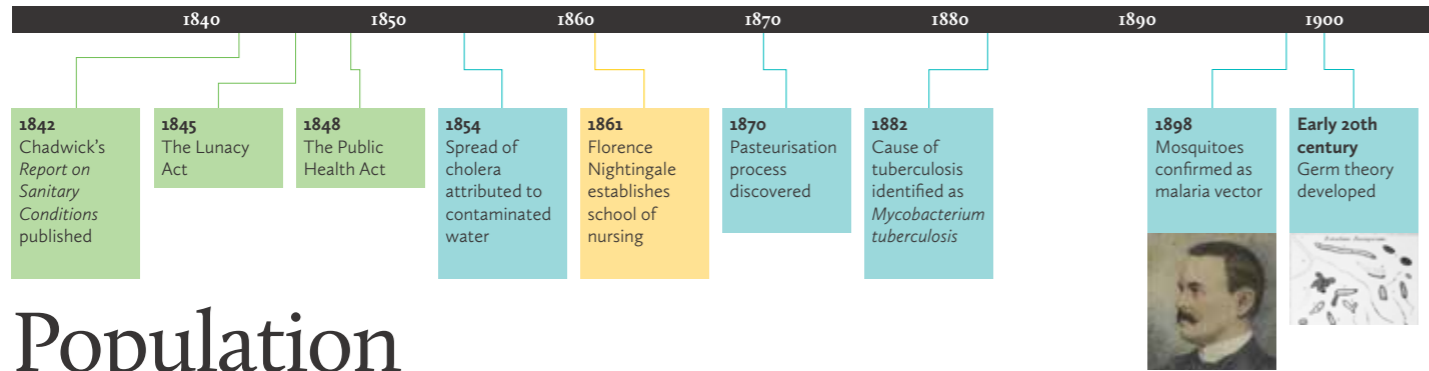 1840 1850 1860 1870 1880 1890 1900
1842
Chadwick's
Report on
Sanitary
Conditions
published
1845
The Lunacy
Act
1848
The Public
Health Act
1854
Spread of
cholera
attributed to
contaminated
water
1861
Florence
Nightingale
establishes
school of
nursing
1870
Pasteurisation
process
discovered
1882
Cause of
tuberculosis
identified as
Mycobacterium
tuberculosis
1898
Mosquitoes
confirmed as
malaria vector
Early 20th
century
Germ theory
developed
Population